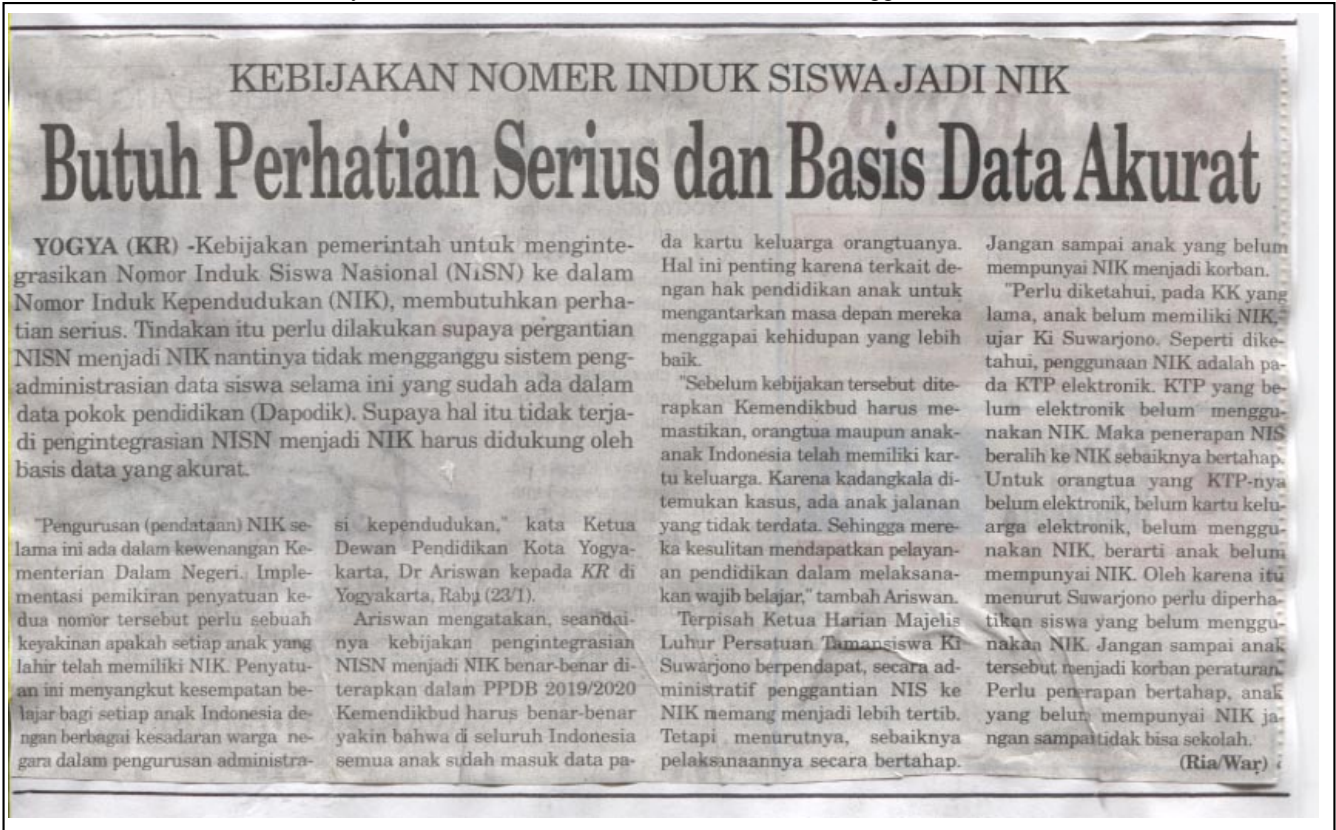 KEBIJAKAN NOMER INDUK SISWA JADI NIK
Butuh Perhatian Serius dan Basis Data Akurat
YOGYA (KR) -Kebijakan pemerintah untuk menginte-
grasikan Nomor Induk Siswa Nasional (NiSN) ke dalam
Nomor Induk Kependudukan (NIK), membutuhkan perha-
tian serius. Tindakan itu perlu dilakukan supaya pergantian
NISN menjadi NIK nantinya tidak mengganggu sistem peng-
administrasian data siswa selama ini yang sudah ada dalam
data pokok pendidikan (Dapodik). Supaya hal itu tidak terja-
di pengintegrasian NISN menjadi NIK harus didukung oleh
basis data yang akurat.
"Pengurusan (pendataan) NIK se-
lama ini ada dalam kewenangan Ke-
menterian Dalam Negeri. Imple-
mentasi pemikiran penyatuan ke-
dua nomor tersebut perlu sebuah
keyakinan apakah setiap anak yang
lahir telah memiliki NIK. Penyatu-
an ini menyangkut kesempatan be-
lajar bagi setiap anak Indonesia de-
ngan berbagai kesadaran warga ne-
gara dalam pengurusan administra-
si kependudukan," kata Ketua
Dewan Pendidikan Kota Yogya-
karta, Dr Ariswan kepada KR di
Yogyakarta, Rabu (23/1).
Ariswan mengatakan, seandai-
nya kebijakan pengintegrasian
NISN menjadi NIK benar-benar di-
terapkan dalam PPDB 2019/2020
Kemendikbud harus benar-benar
yakin bahwa di seluruh Indonesia
semua anak sudah masuk data pa-
da kartu keluarga orangtuanya.
Hal ini penting karena terkait de-
ngan hak pendidikan anak untuk
mengantarkan masa depan mereka
menggapai kehidupan yang lebih
baik.
"Sebelum kebijakan tersebut dite-
rapkan Kemendikbud harus me-
mastikan, orangtua maupun anak-
anak Indonesia telah memiliki kar-
tu keluarga. Karena kadangkala di-
temukan kasus, ada anak jalanan
yang tidak terdata. Sehingga mere-
ka kesulitan mendapatkan pelayan-
an pendidikan dalam melaksana-
kan wajib belajar," tambah Ariswan.
Terpisah Ketua Harian Majelis
Luhur Persatuan Tamansiswa Ki
Suwarjono berpendapat, secara ad-
ministratif penggantian NIS ke
NIK memang menjadi lebih tertib.
Tetapi menurutnya, sebaiknya
pelaksanaannya secara bertahap.
Jangan sampai anak yang belum
mempunyai NIK menjadi korban.
"Perlu diketahui, pada KK yang
lama, anak belum memiliki NIK,"
ujar Ki Suwarjono. Seperti dike-
tahui, penggunaan NIK adalah pa-
da KTP elektronik. KTP yang be-
lum elektronik belum menggu-
nakan NIK. Maka penerapan NIS
beralih ke NIK sebaiknya bertahap.
Untuk orangtua yang KTP-nya
belum elektronik, belum kartu kelu-
arga elektronik, belum menggu-
nakan NIK, berarti anak belum
mempunyai NIK. Oleh karena itu
menurut Suwarjono perlu diperha-
tikan siswa yang belum menggu-
nakan NIK. Jangan sampai anak
tersebut menjadi korban peraturan.
Perlu penerapan bertahap, anak
yang belum mempunyai NIK ja-
ngan sampai tidak bisa sekolah.
(Ria/War)